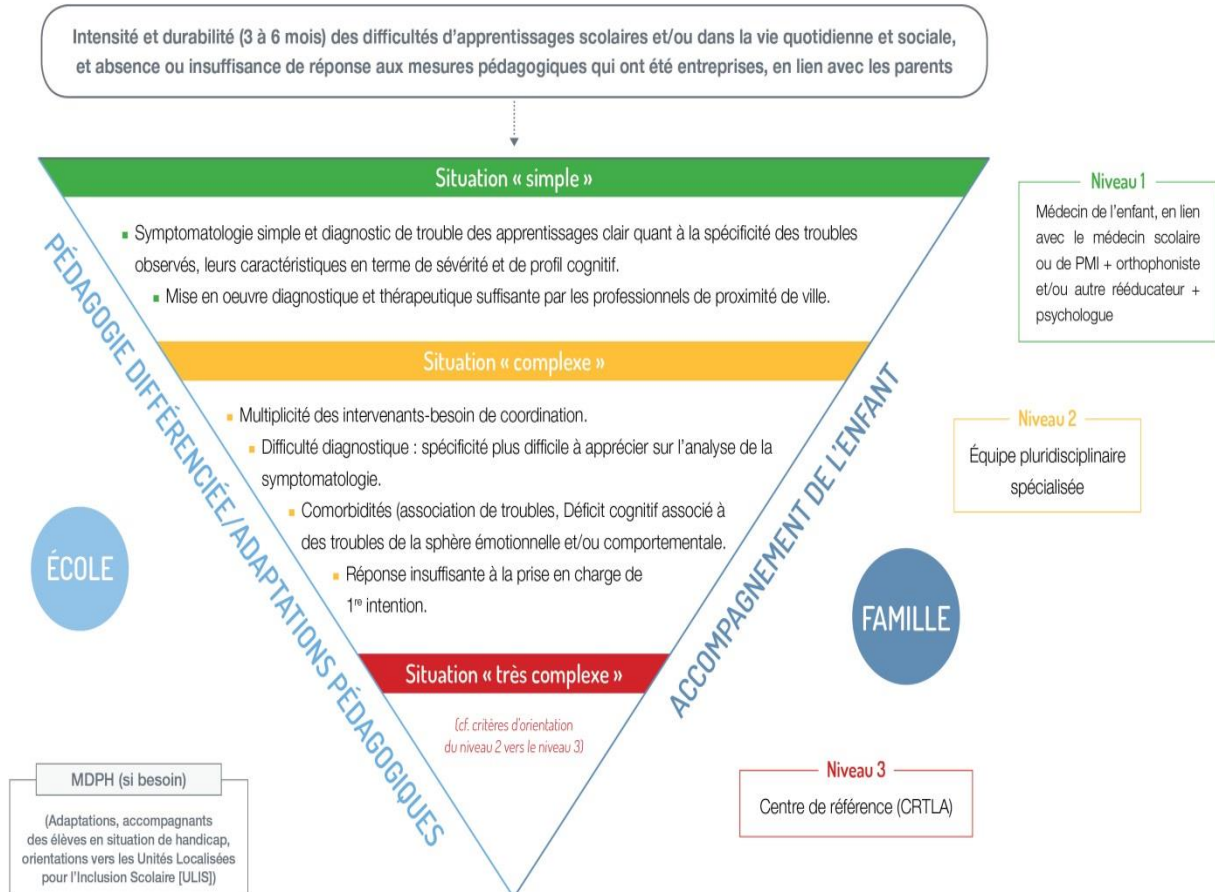 Intensité et durabilité (3 à 6 mois) des difficultés d'apprentissages scolaires et/ou dans la vie quotidienne et sociale,
et absence ou insuffisance de réponse aux mesures pédagogiques qui ont été entreprises, en lien avec les parents
Situation « simple »
▪ Symptomatologie simple et diagnostic de trouble des apprentissages clair quant à la spécificité des troubles
observés, leurs caractéristiques en terme de sévérité et de profil cognitif.
▪ Mise en oeuvre diagnostique et thérapeutique suffisante par les professionnels de proximité de ville.
Situation « complexe »
▪ Multiplicité des intervenants-besoin de coordination.
▪ Difficulté diagnostique : spécificité plus difficile à apprécier sur l'analyse de la
symptomatologie.
▪ Comorbidités (association de troubles, Déficit cognitif associé à
des troubles de la sphère émotionnelle et/ou comportementale.
▪ Réponse insuffisante à la prise en charge de
1re intention.
Situation « très complexe »
(cf. critères d'orientation
du niveau 2 vers le niveau 3)
PÉDAGOGIE DIFFÉRENCIÉE/ADAPTATIONS PÉDAGOGIQUES
ACCOMPAGNEMENT DE L'ENFANT
ÉCOLE
FAMILLE
Niveau 1
Médecin de l'enfant, en lien
avec le médecin scolaire
ou de PMI + orthophoniste
et/ou autre rééducateur +
psychologue
Niveau 2
Équipe pluridisciplinaire
spécialisée
Niveau 3
Centre de référence (CRTLA)
MDPH (si besoin)
(Adaptations, accompagnants
des élèves en situation de handicap,
orientations vers les Unités Localisées
pour l'Inclusion Scolaire [ULIS])